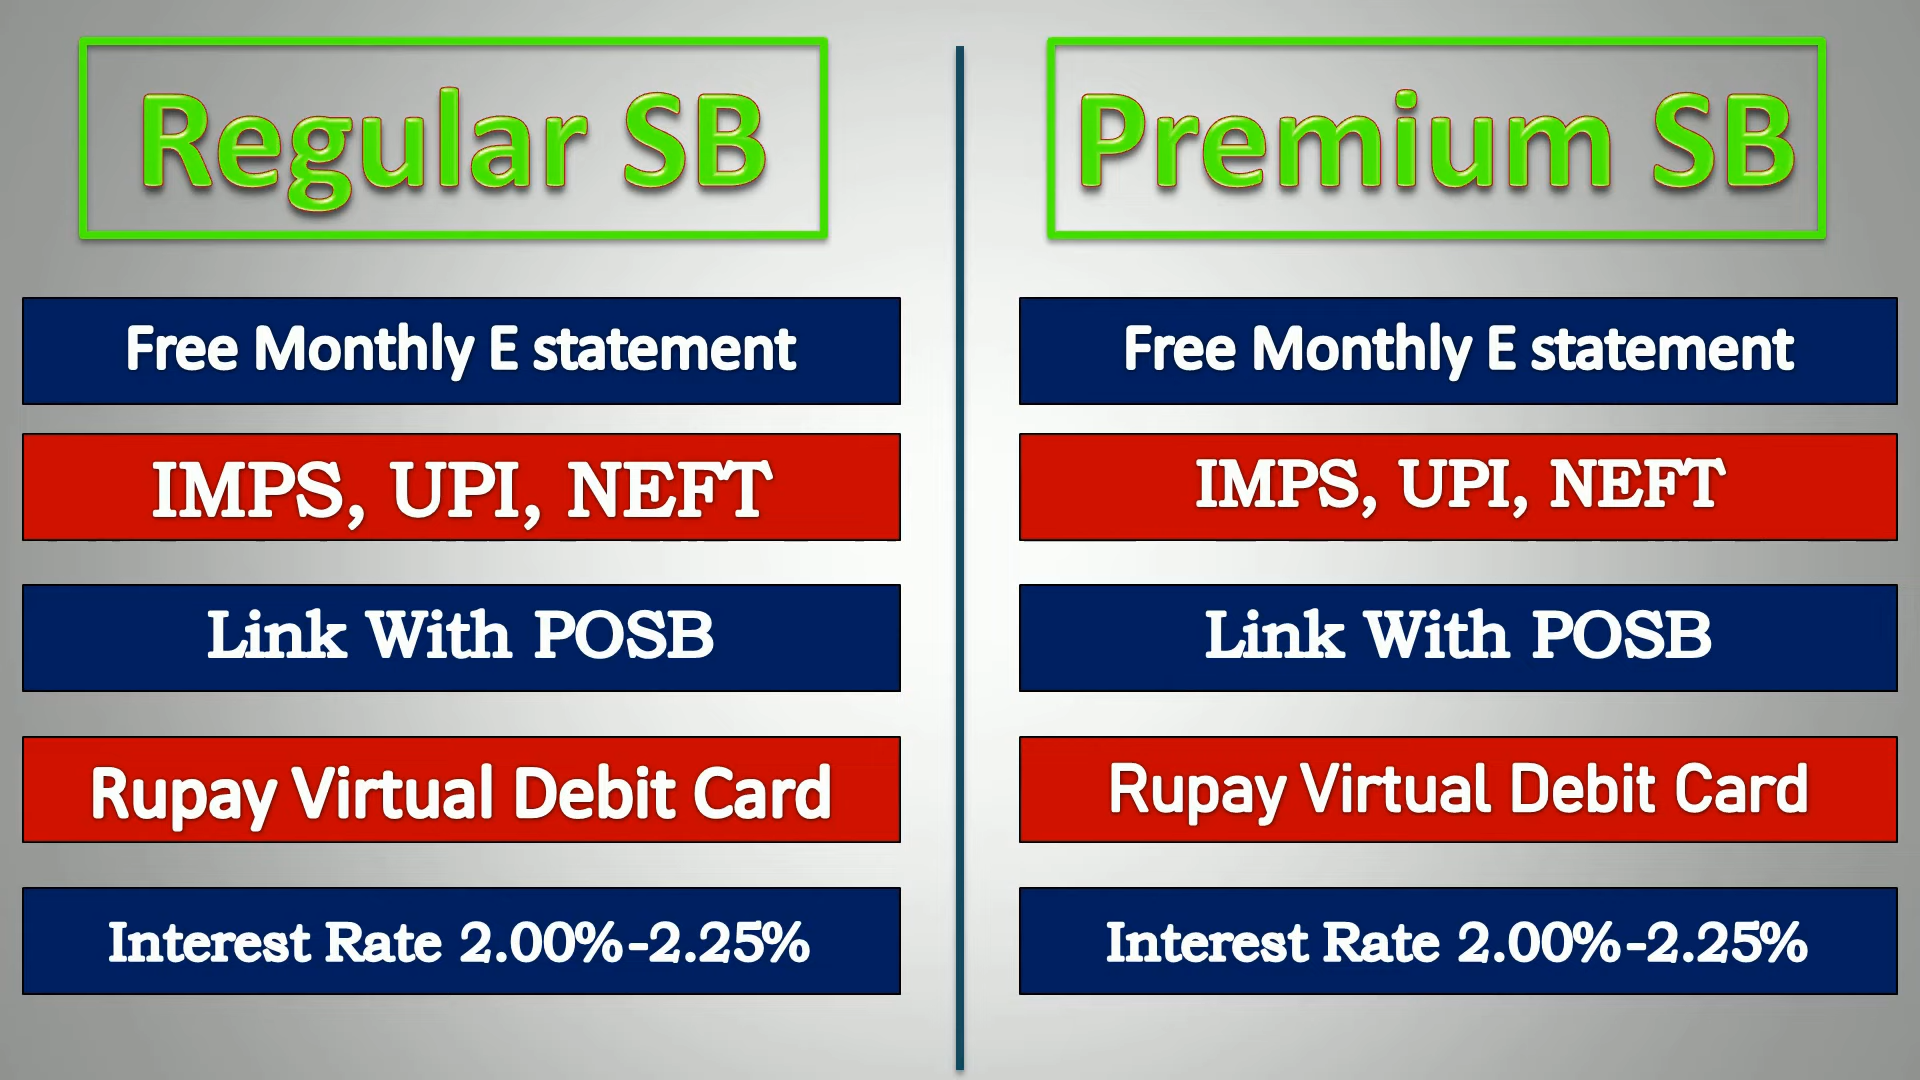 Regular SB
Free Monthly E statement
IMPS, UPI, NEFT
Link With POSB
Rupay Virtual Debit Card
Interest Rate 2.00%-2.25%
Premium SB
Free Monthly E statement
IMPS, UPI, NEFT
Link With POSB
Rupay Virtual Debit Card
Interest Rate 2.00%-2.25%